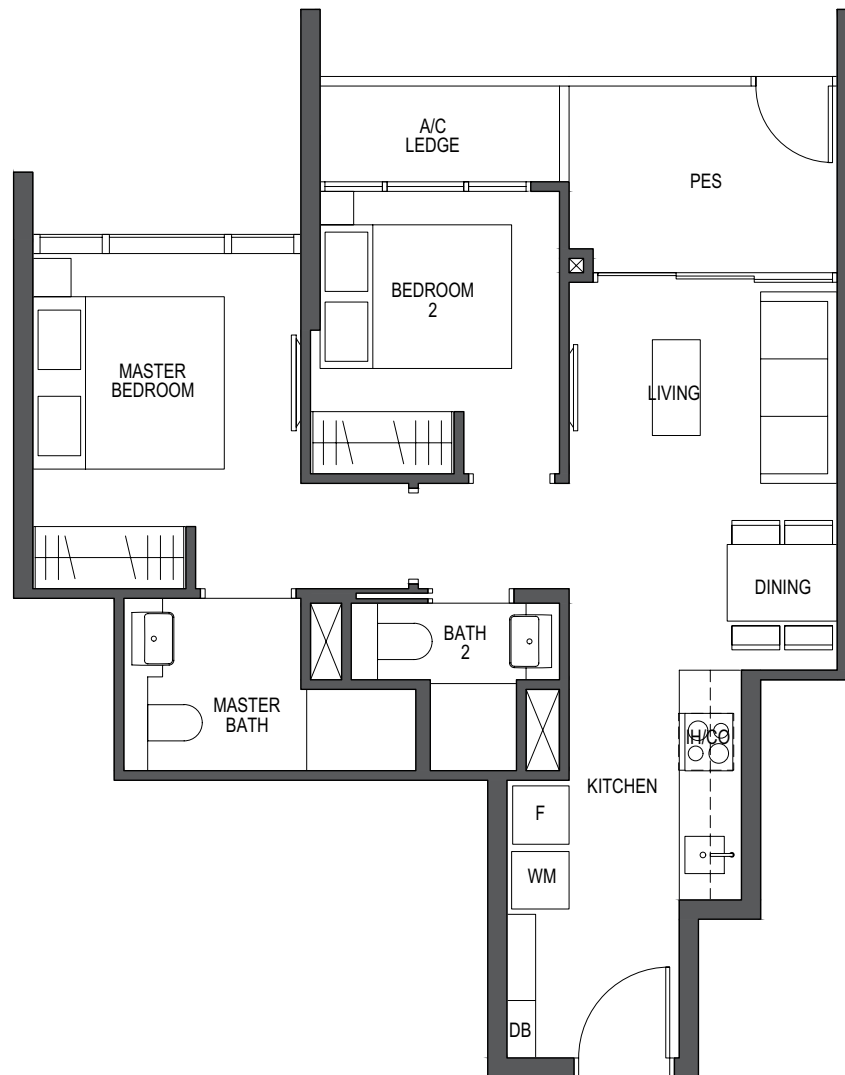 A/C
LEDGE
PES
BEDROOM
2
MASTER
BEDROOM
LIVING
DINING
BATH
2
MASTER
BATH
IH/CO
KITCHEN
F
WM
DB